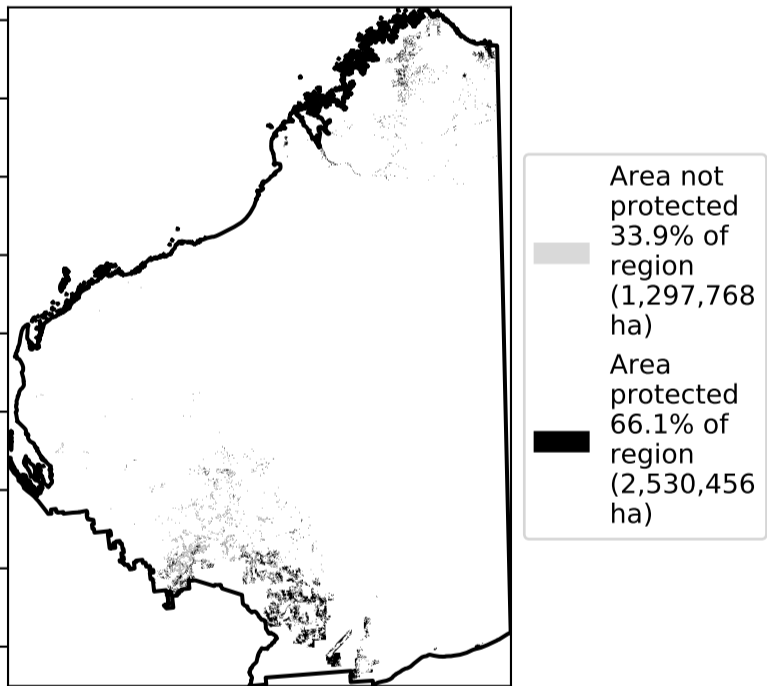 Area not
protected
33.9% of
region
(1,297,768
ha)
Area
protected
66.1% of
region
(2,530,456
ha)